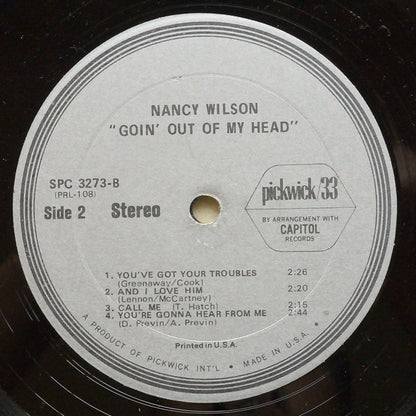 NANCY WILSON
"GOIN' OUT OF MY HEAD"
SPC 3273-B
(PRL-108)
Side 2 Stereo
pickwick/33
BY ARRANGEMENT WITH
CAPITOL
RECORDS
1. YOU'VE GOT YOUR TROUBLES 2:26
(Greenaway/Cook)
2. AND I LOVE HIM 2:20
(Lennon/McCartney)
3. CALL ME (T. Hatch) 2:15
4. YOU'RE GONNA HEAR FROM ME 2:44
(D. Previn/A. Previn)
Printed in U.S.A.
A PRODUCT OF PICKWICK INT'L • MADE IN U.S.A. •